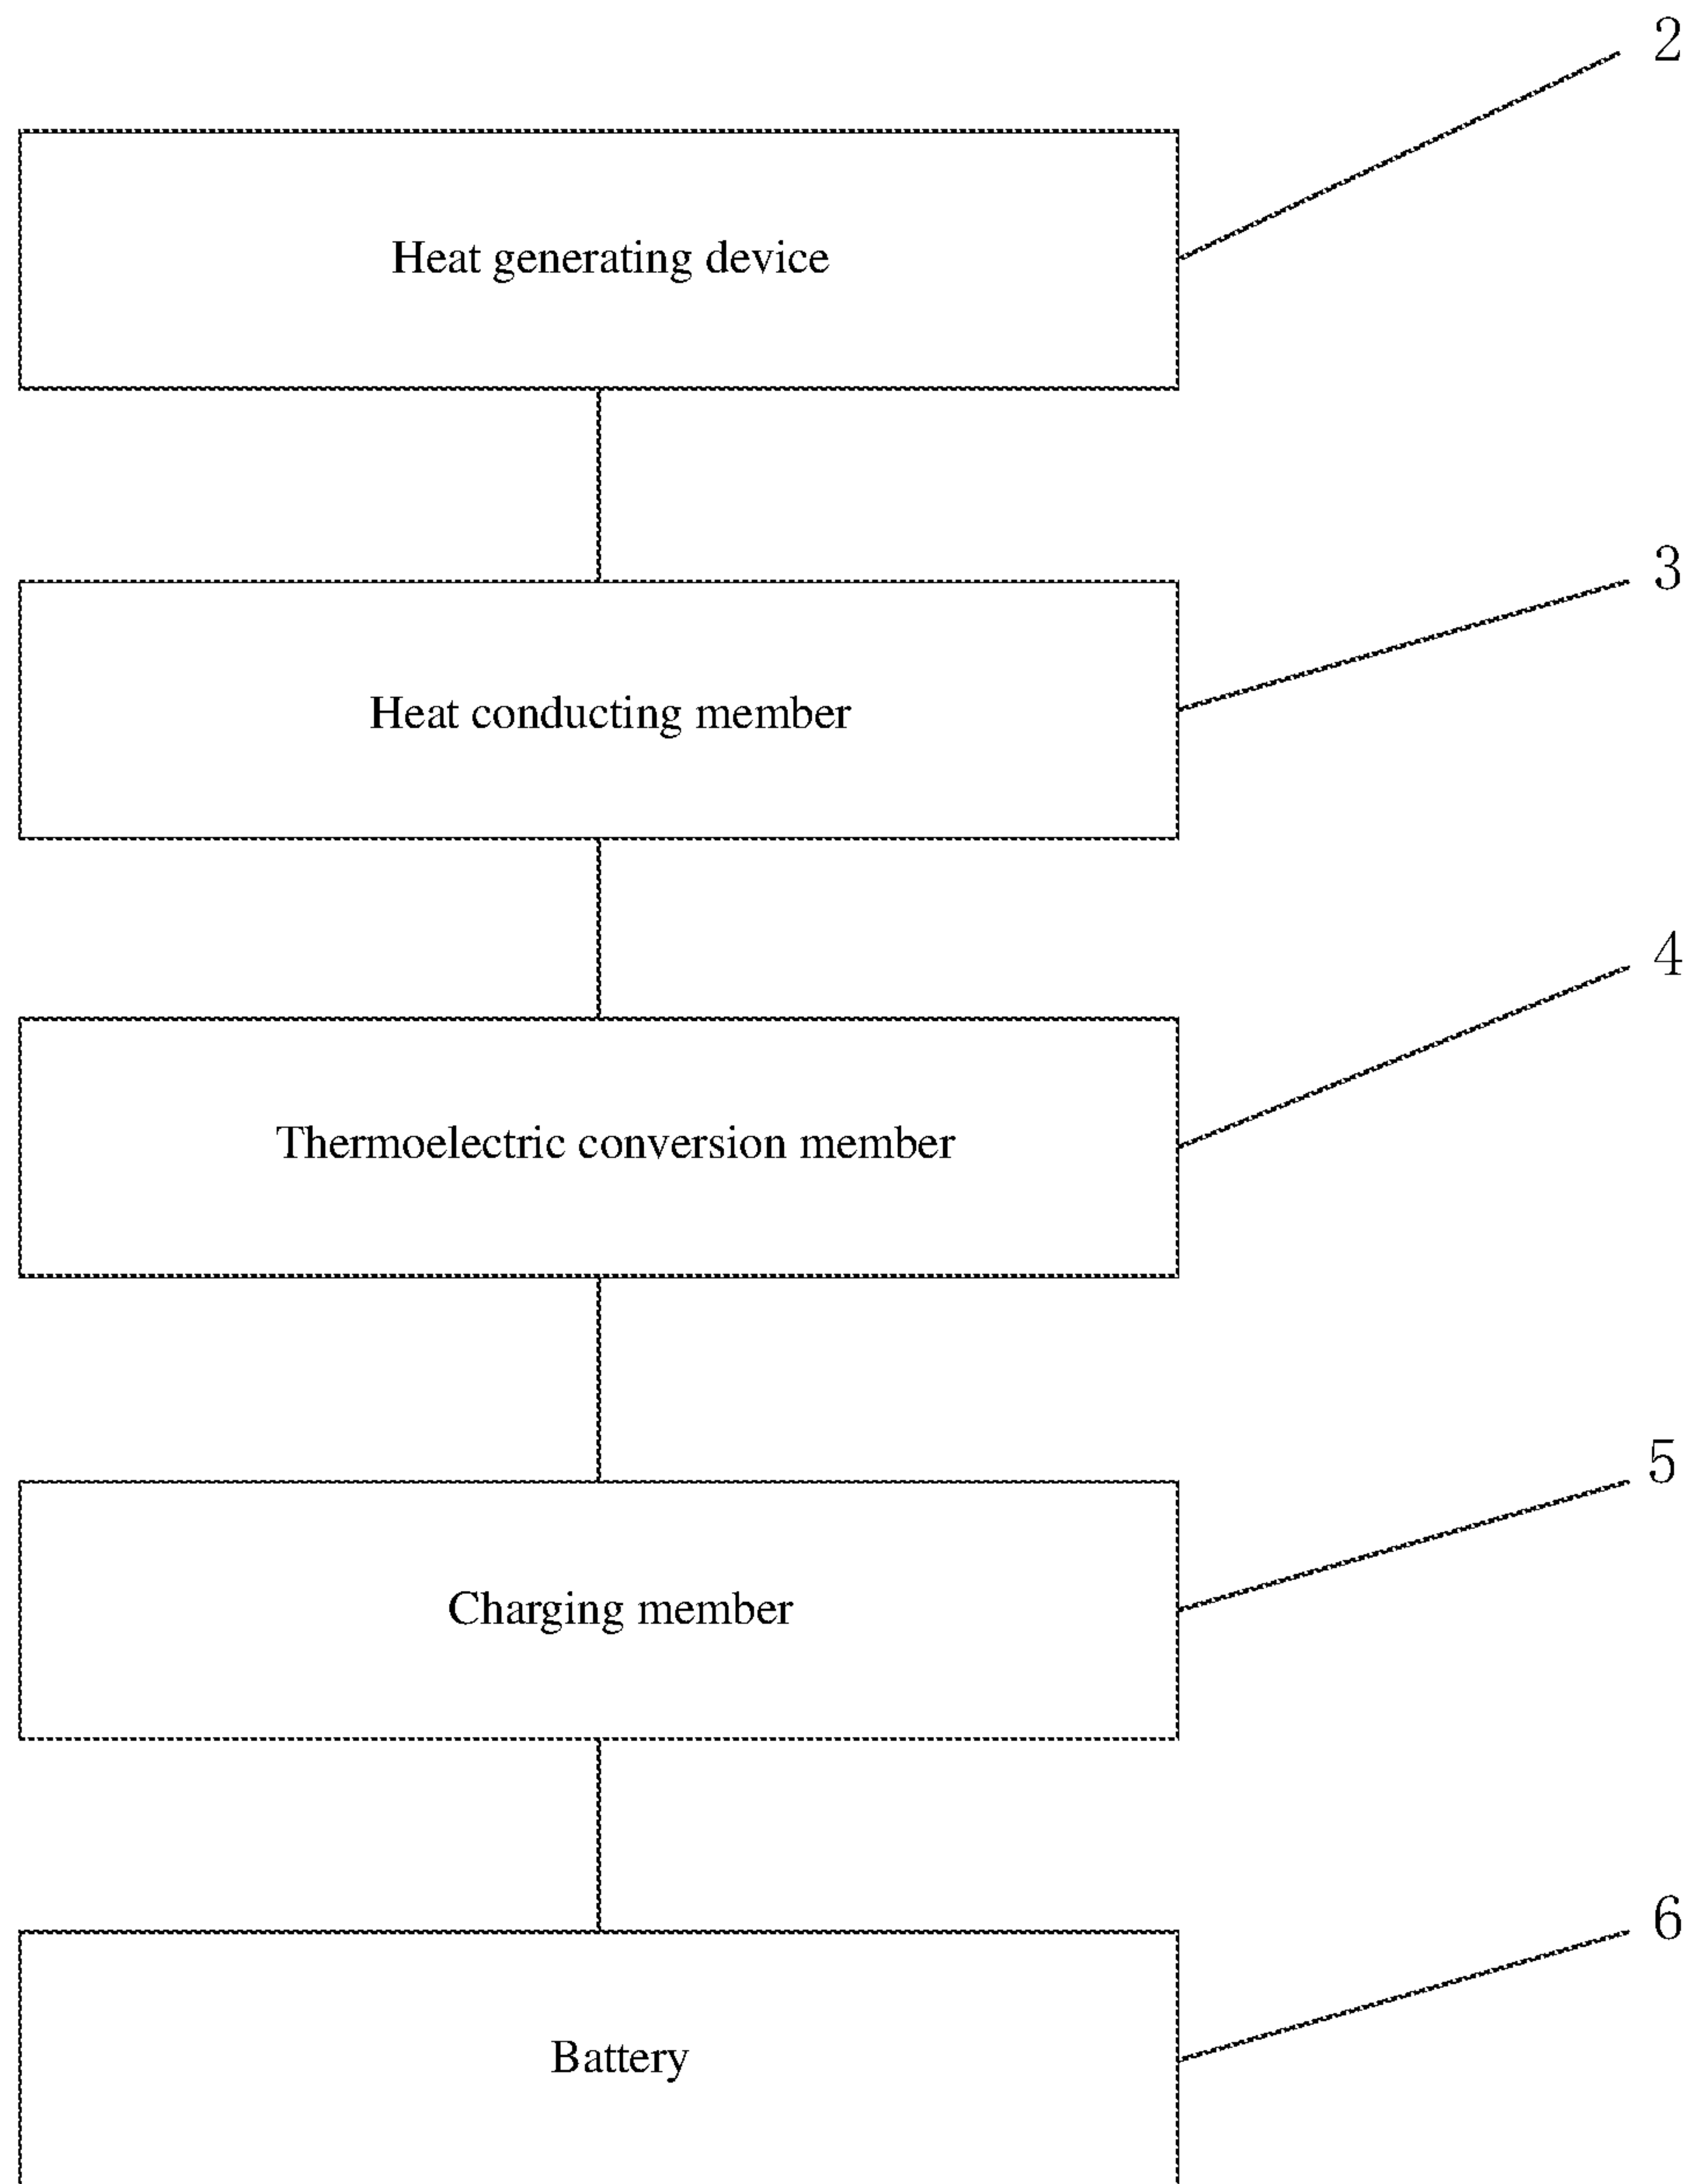 2
Heat generating device
3
Heat conducting member
4
Thermoelectric conversion member
5
Charging member
6
Battery